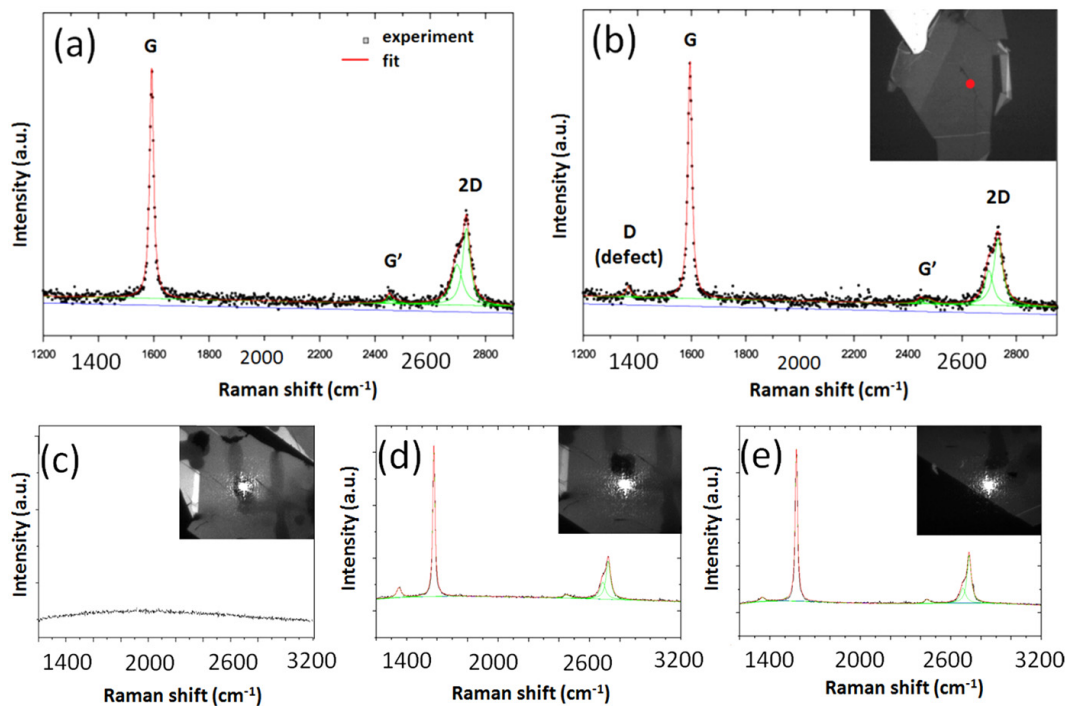 (a)
G
experiment
fit
G’
2D
Intensity (a.u.)
1200 1400 1600 1800 2000 2200 2400 2600 2800
Raman shift (cm-1)
(b)
G
D
(defect)
G’
2D
Intensity (a.u.)
1200 1400 1600 1800 2000 2200 2400 2600 2800
Raman shift (cm-1)
(c)
Intensity (a.u.)
1400 2000 2600 3200
Raman shift (cm-1)
(d)
Intensity (a.u.)
1400 2000 2600 3200
Raman shift (cm-1)
(e)
Intensity (a.u.)
1400 2000 2600 3200
Raman shift (cm-1)